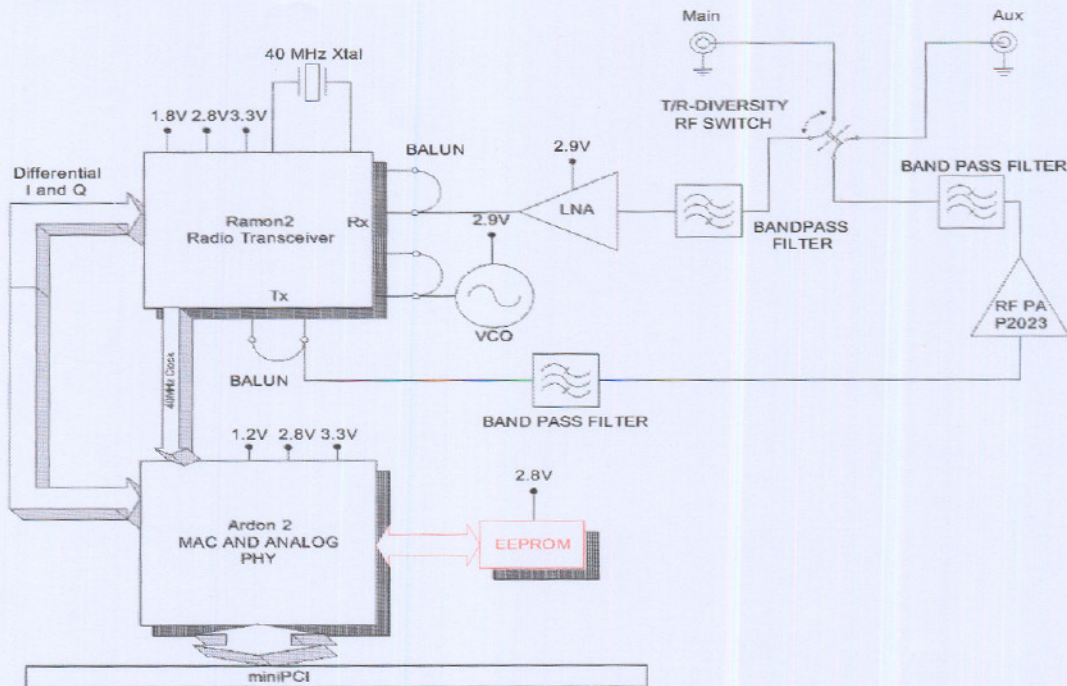 Main
Aux
40 MHz Xtal
T/R-DIVERSITY
RF SWITCH
1.8V
2.8V
3.3V
BALUN
2.9V
BAND PASS FILTER
Differential
I and Q
Ramon2
Radio Transceiver
Rx
LNA
2.9V
BANDPASS
FILTER
Tx
VCO
RF PA
P2023
40MHz Clock
BALUN
BAND PASS FILTER
1.2V
2.8V
3.3V
2.8V
Ardon 2
MAC AND ANALOG
PHY
EEPROM
miniPCI